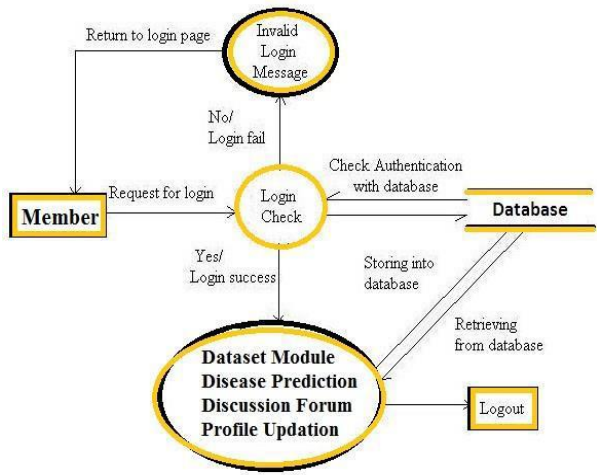 Return to login page
Invalid
Login
Message
No/
Login fail
Check Authentication
with database
Request for login
Member
Login
Check
Database
Yes/
Login success
Storing into
database
Retrieving
from database
Dataset Module
Disease Prediction
Discussion Forum
Profile Updation
Logout